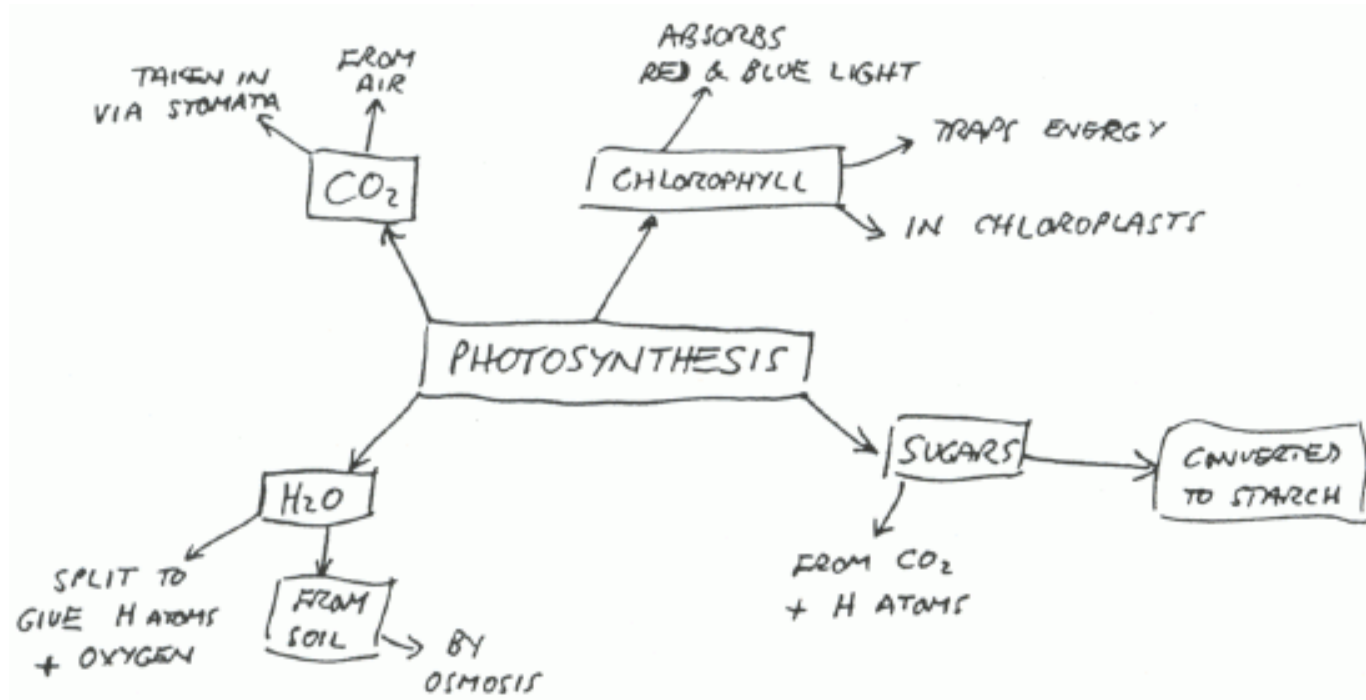 TAKEN IN
VIA STOMATA
FROM
AIR
CO₂
ABSORBS
RED & BLUE LIGHT
CHLOROPHYLL
TRAPS ENERGY
IN CHLOROPLASTS
PHOTOSYNTHESIS
H₂O
SPLIT TO
GIVE H ATOMS
+ OXYGEN
FROM
SOIL
BY
OSMOSIS
SUGARS
FROM CO₂
+ H ATOMS
CONVERTED
TO STARCH